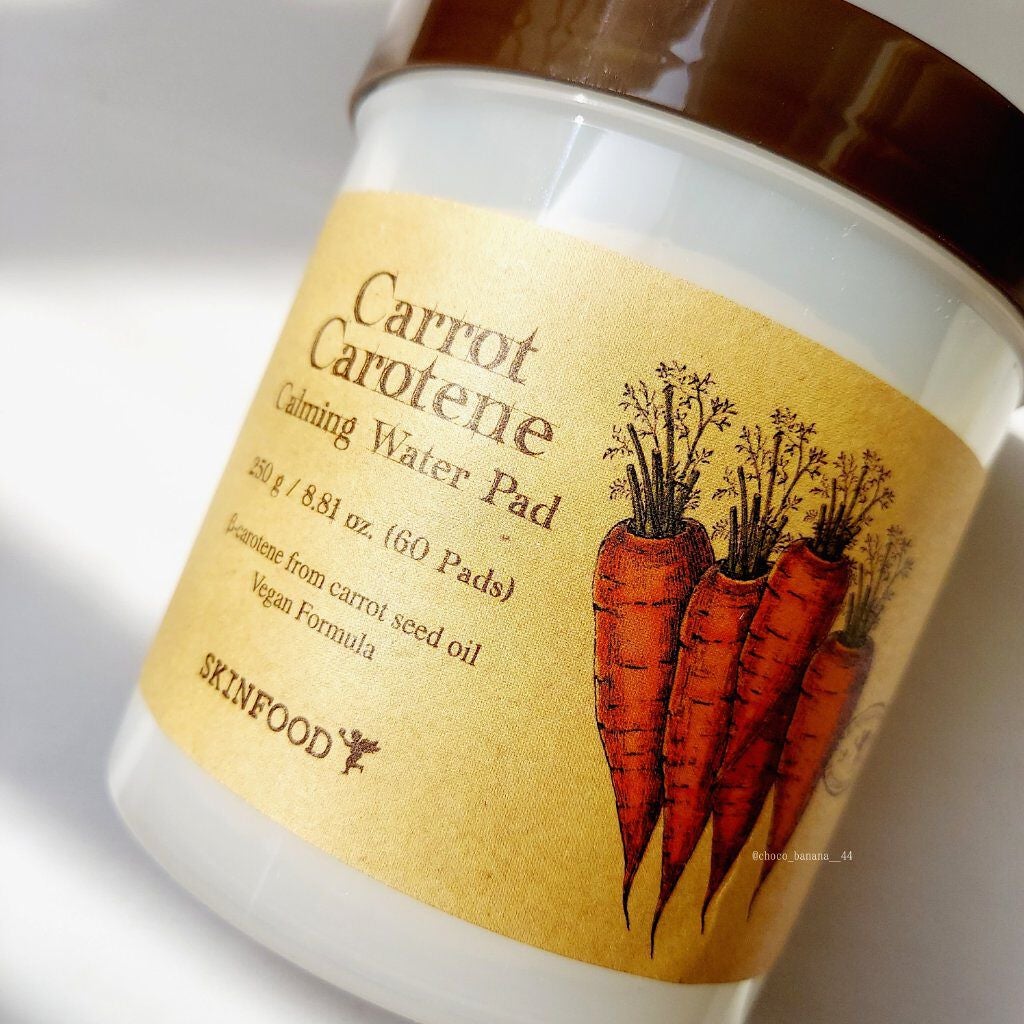 Carrot
Carotene
Calming Water Pad
250 g / 8.81 oz. (60 Pads)
β-carotene from carrot seed oil
Vegan Formula
SKINFOOD
@choco_banana__44